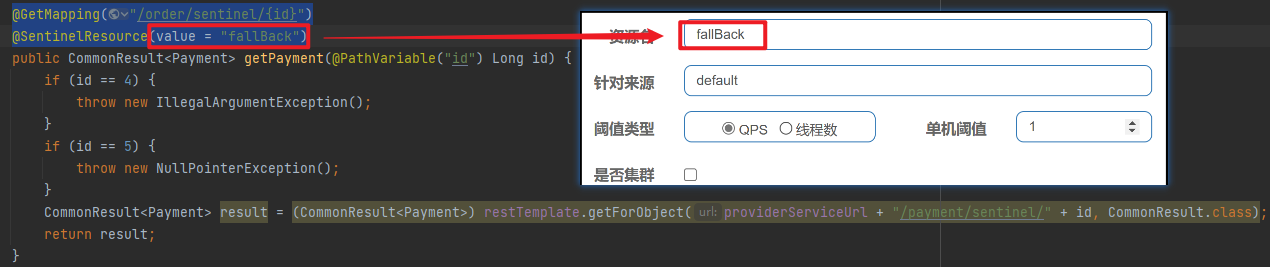 @GetMapping("/order/sentinel/{id}")
@SentinelResource(value = "fallBack")
public CommonResult<Payment> getPayment(@PathVariable("id") Long id) {
if (id == 4) {
throw new IllegalArgumentException();
}
if (id == 5) {
throw new NullPointerException();
}
CommonResult<Payment> result = (CommonResult<Payment>) restTemplate.getForObject( url: providerServiceUrl + "/payment/sentinel/" + id, CommonResult.class);
return result;
}
资源名 fallBack
针对来源 default
阈值类型 QPS 线程数 单机阈值 1
是否集群